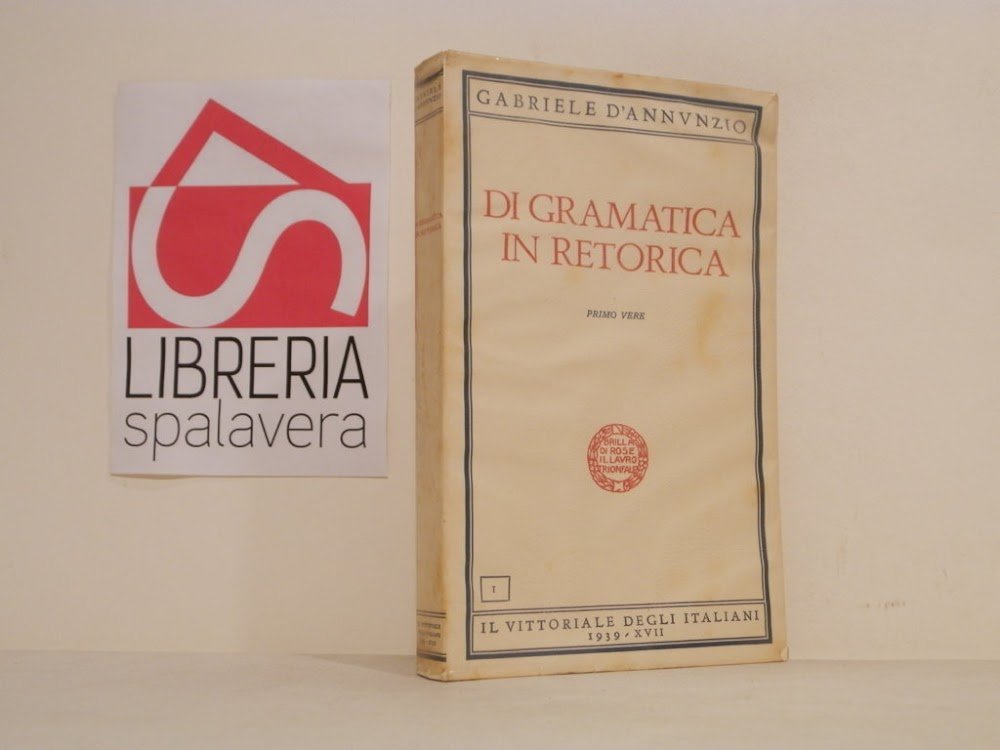 LIBRERIA
spalavera
GABRIELE D'ANNVNZIO
DI GRAMATICA
IN RETORICA
PRIMO VERE
BRILLA
DI ROSE
IL LAVRO
TRIONFALE
I
IL VITTORIALE DEGLI ITALIANI
1939 - XVII